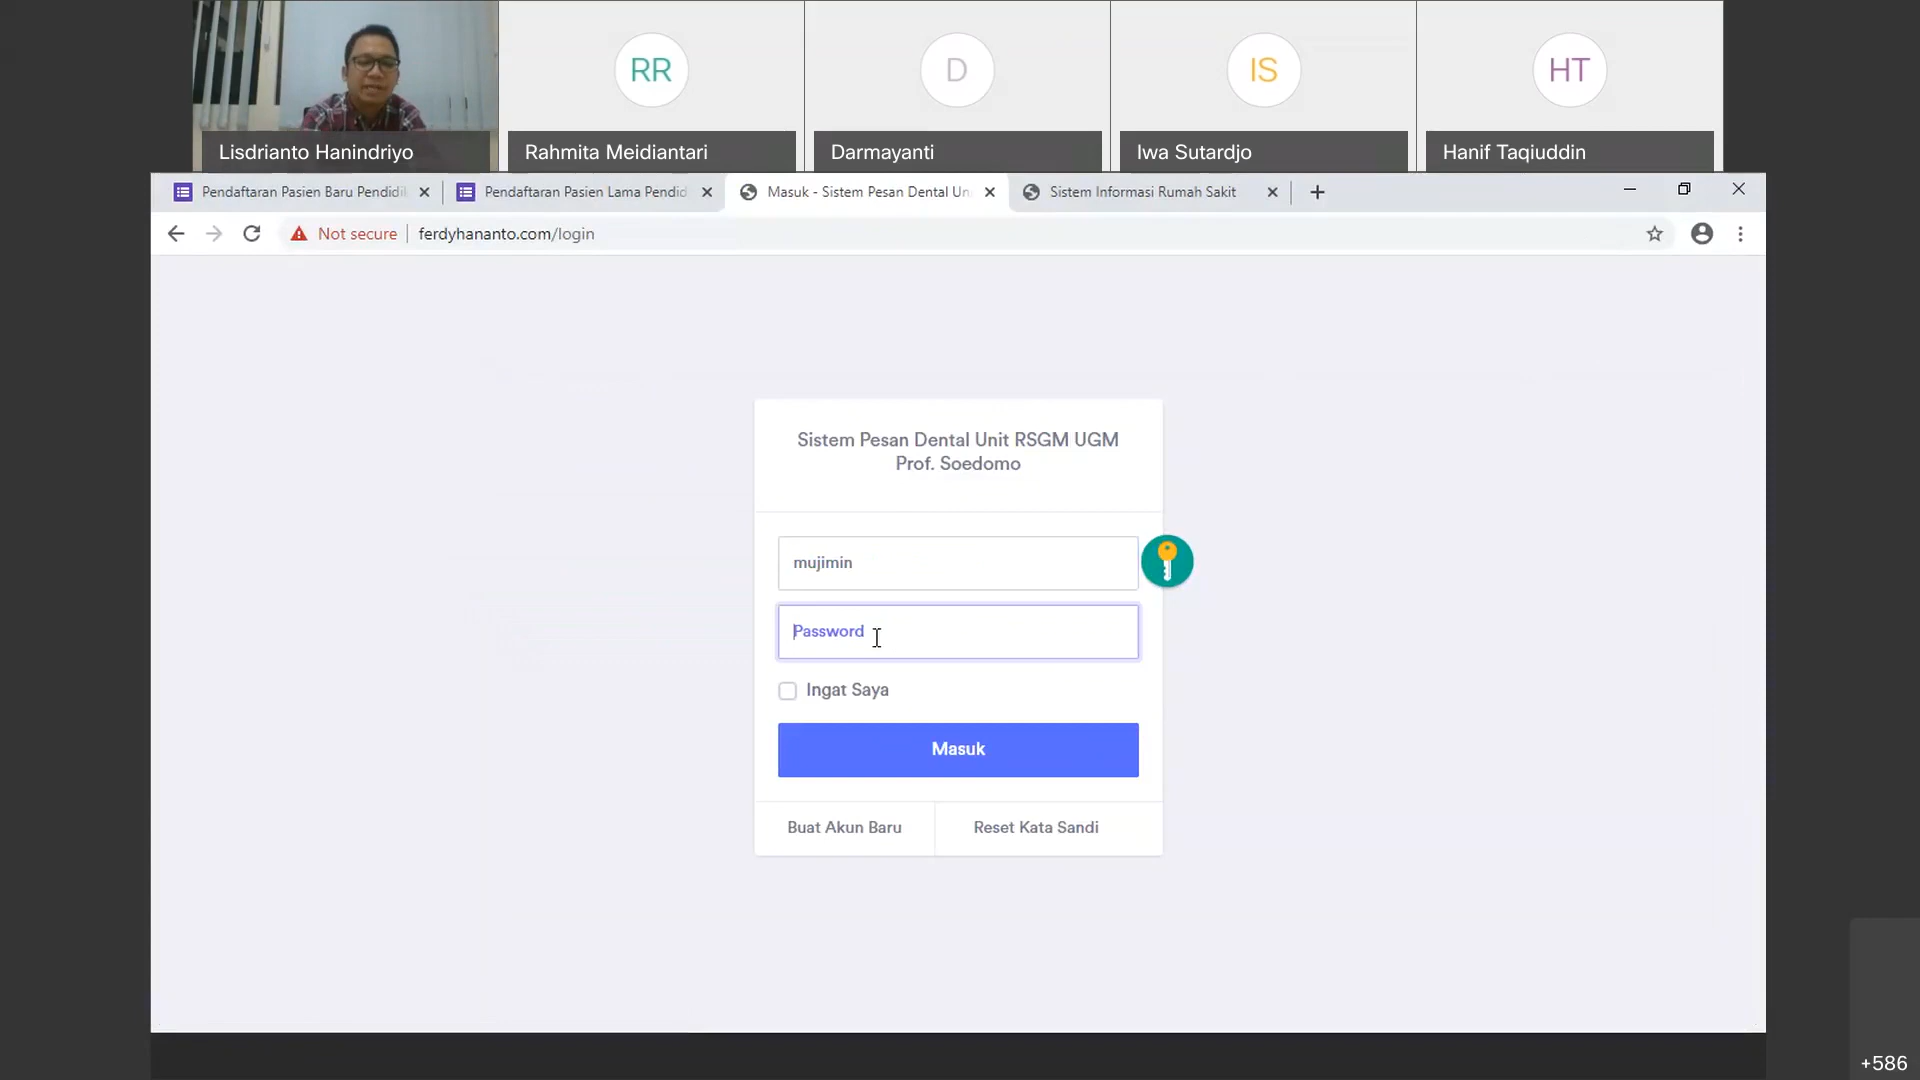 RR
D
IS
HT
Lisdrianto Hanindriyo
Rahmita Meidiantari
Darmayanti
Iwa Sutardjo
Hanif Taqiuddin
Pendaftaran Pasien Baru Pendidik
Pendaftaran Pasien Lama Pendid
Masuk - Sistem Pesan Dental Un
Sistem Informasi Rumah Sakit
Not secure
ferdyhananto.com/login
Sistem Pesan Dental Unit RSGM UGM
Prof. Soedomo
mujimin
Password
Ingat Saya
Masuk
Buat Akun Baru
Reset Kata Sandi
+586